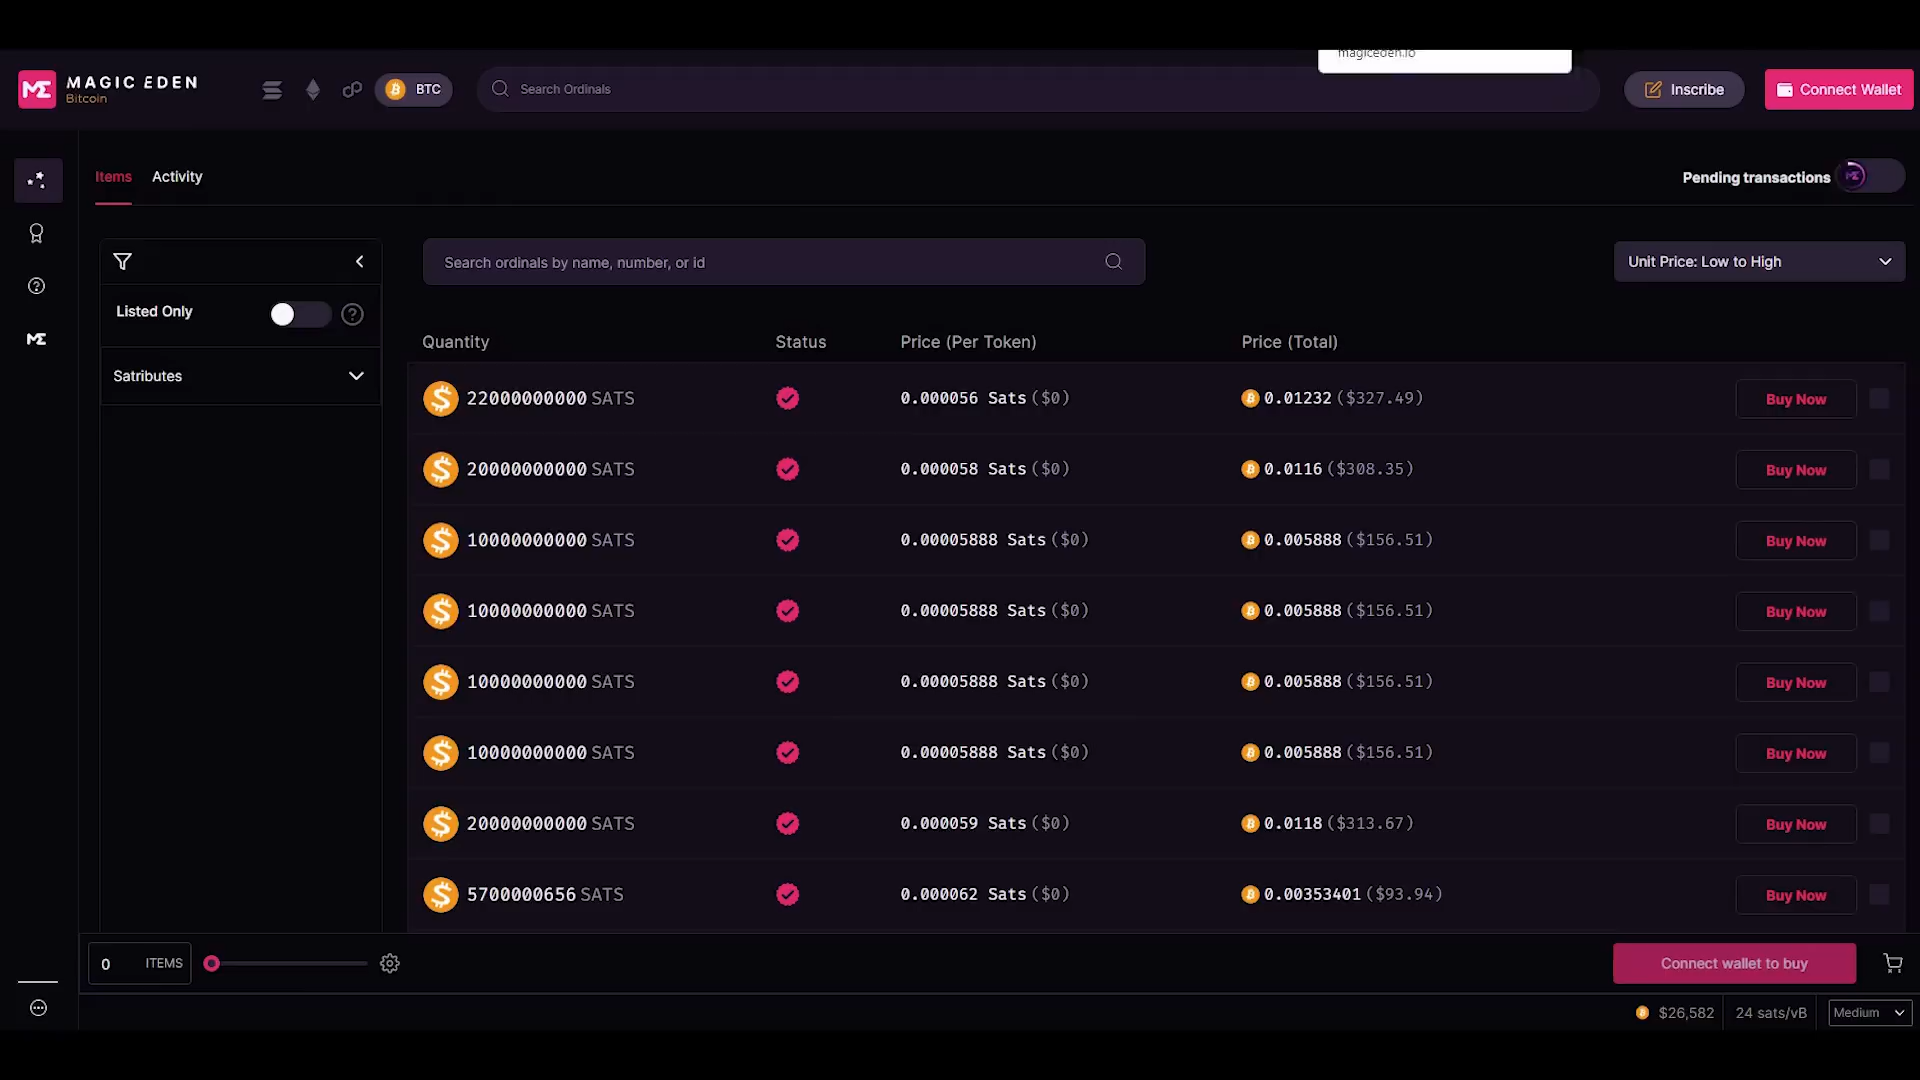 magiceden.io
MAGIC EDEN
Bitcoin
BTC
Search Ordinals
Inscribe
Connect Wallet
Items Activity
Pending transactions
Search ordinals by name, number, or id
Unit Price: Low to High
Listed Only
Satributes
Quantity Status Price (Per Token) Price (Total)
22000000000 SATS 0.000056 Sats ($0) 0.01232 ($327.49) Buy Now
20000000000 SATS 0.000058 Sats ($0) 0.0116 ($308.35) Buy Now
10000000000 SATS 0.00005888 Sats ($0) 0.005888 ($156.51) Buy Now
10000000000 SATS 0.00005888 Sats ($0) 0.005888 ($156.51) Buy Now
10000000000 SATS 0.00005888 Sats ($0) 0.005888 ($156.51) Buy Now
10000000000 SATS 0.00005888 Sats ($0) 0.005888 ($156.51) Buy Now
20000000000 SATS 0.000059 Sats ($0) 0.0118 ($313.67) Buy Now
5700000656 SATS 0.000062 Sats ($0) 0.00353401 ($93.94) Buy Now
0 ITEMS
Connect wallet to buy
$26,582 24 sats/vB Medium